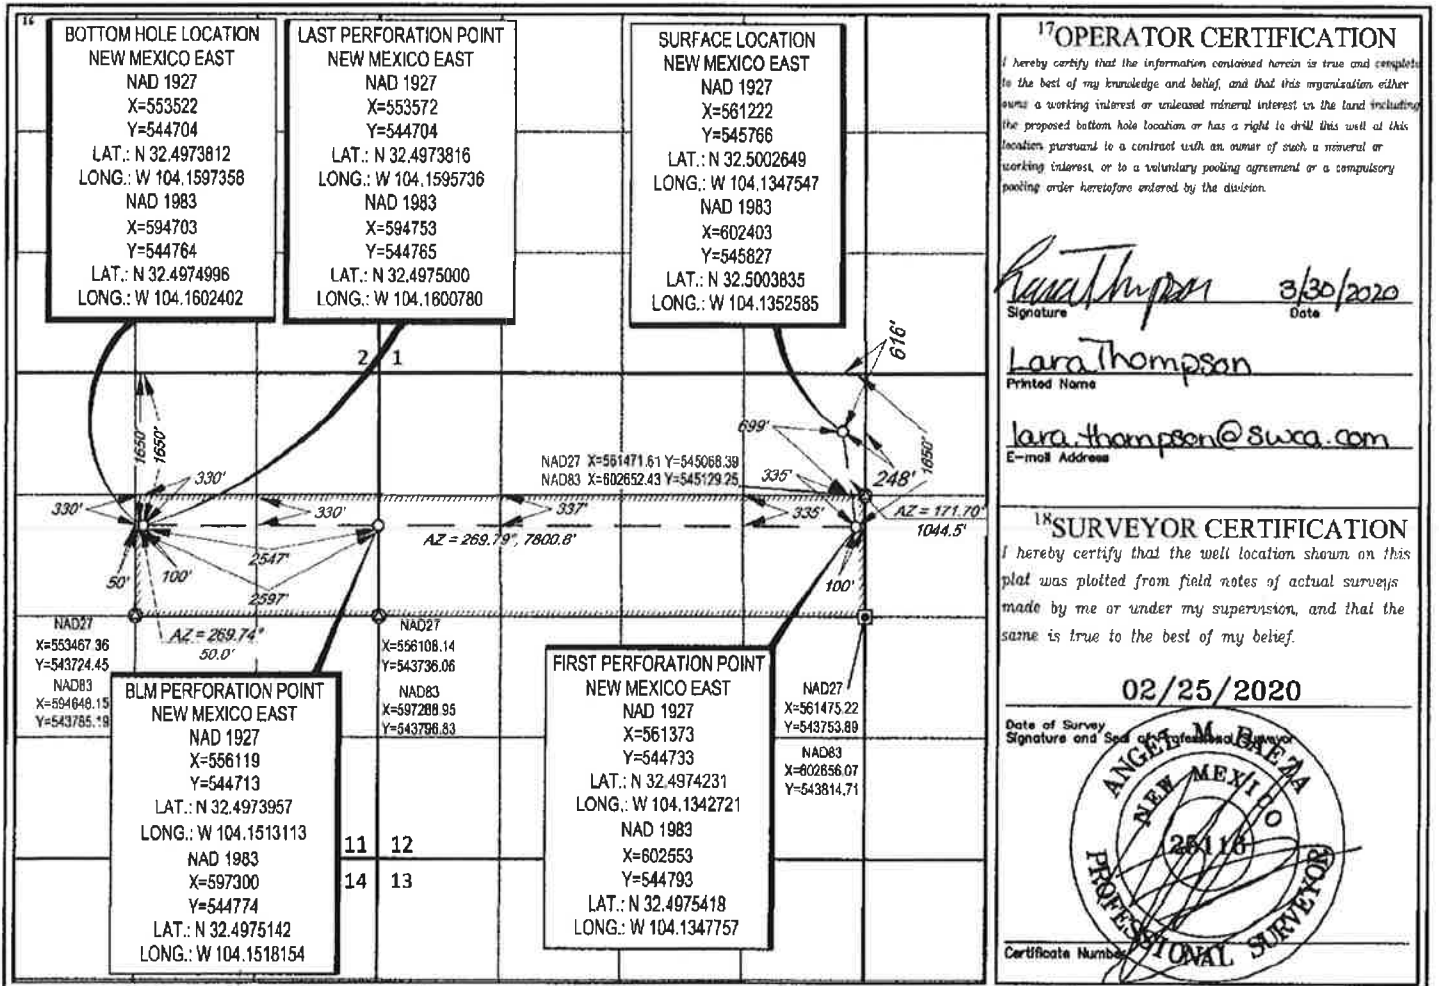 16
BOTTOM HOLE LOCATION
NEW MEXICO EAST
NAD 1927
X=553522
Y=544704
LAT.: N 32.4973812
LONG.: W 104.1597358
NAD 1983
X=594703
Y=544764
LAT.: N 32.4974996
LONG.: W 104.1602402
LAST PERFORATION POINT
NEW MEXICO EAST
NAD 1927
X=553572
Y=544704
LAT.: N 32.4973816
LONG.: W 104.1595736
NAD 1983
X=594753
Y=544765
LAT.: N 32.4975000
LONG.: W 104.1600780
SURFACE LOCATION
NEW MEXICO EAST
NAD 1927
X=561222
Y=545766
LAT.: N 32.5002649
LONG.: W 104.1347547
NAD 1983
X=602403
Y=545827
LAT.: N 32.5003835
LONG.: W 104.1352585
2 1
616'
1650'
1650'
699'
1650'
NAD27 X=561471.61 Y=545068.39
NAD83 X=602652.43 Y=545129.25
335'
248'
330'
330'
330'
337'
335'
AZ = 171.70°
1044.5'
AZ = 269.79°, 7800.8'
2547'
50'
100'
2597'
100'
AZ = 269.74°
50.0'
NAD27
X=553467.36
Y=543724.45
NAD83
X=594648.15
Y=543785.19
NAD27
X=556108.14
Y=543736.06
NAD83
X=597288.95
Y=543796.83
NAD27
X=561475.22
Y=543753.89
NAD83
X=602656.07
Y=543814.71
BLM PERFORATION POINT
NEW MEXICO EAST
NAD 1927
X=556119
Y=544713
LAT.: N 32.4973957
LONG.: W 104.1513113
NAD 1983
X=597300
Y=544774
LAT.: N 32.4975142
LONG.: W 104.1518154
FIRST PERFORATION POINT
NEW MEXICO EAST
NAD 1927
X=561373
Y=544733
LAT.: N 32.4974231
LONG.: W 104.1342721
NAD 1983
X=602553
Y=544793
LAT.: N 32.4975418
LONG.: W 104.1347757
11 12
14 13
17 OPERATOR CERTIFICATION
I hereby certify that the information contained herein is true and complete
to the best of my knowledge and belief, and that this organization either
owns a working interest or unleased mineral interest in the land including
the proposed bottom hole location or has a right to drill this well at this
location pursuant to a contract with an owner of such a mineral or
working interest, or to a voluntary pooling agreement or a compulsory
pooling order heretofore entered by the division.
Lara Thompson 3/30/2020
Signature Date
Lara Thompson
Printed Name
lara.thompson@swca.com
E-mail Address
18 SURVEYOR CERTIFICATION
I hereby certify that the well location shown on this
plat was plotted from field notes of actual surveys
made by me or under my supervision, and that the
same is true to the best of my belief.
02/25/2020
Date of Survey
Signature and Seal of Professional Surveyor
ANGEL M. BAEZA
NEW MEXICO
25116
PROFESSIONAL SURVEYOR
Certificate Number